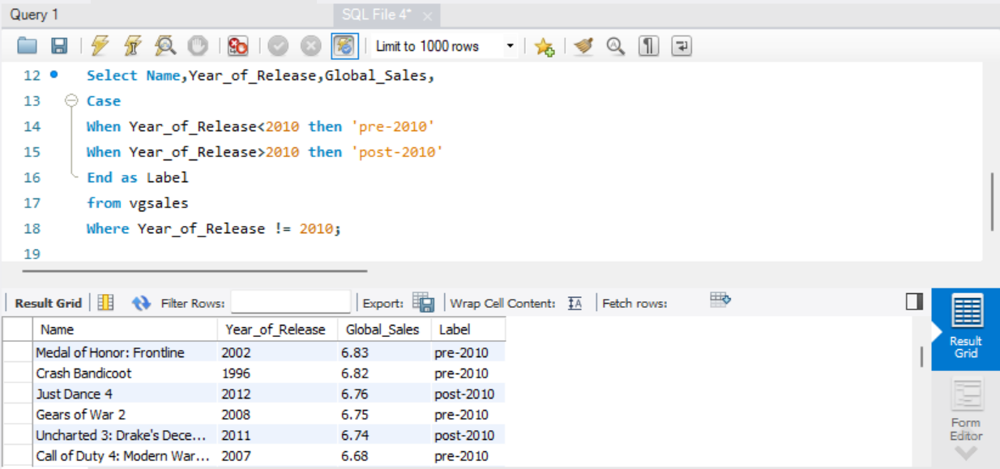 Query 1 SQL File 4*
Limit to 1000 rows
12 Select Name,Year_of_Release,Global_Sales,
13 Case
14 When Year_of_Release<2010 then 'pre-2010'
15 When Year_of_Release>2010 then 'post-2010'
16 End as Label
17 from vgsales
18 Where Year_of_Release != 2010;
19
Result Grid Filter Rows: Export: Wrap Cell Content: Fetch rows:
Name Year_of_Release Global_Sales Label
Medal of Honor: Frontline 2002 6.83 pre-2010
Crash Bandicoot 1996 6.82 pre-2010
Just Dance 4 2012 6.76 post-2010
Gears of War 2 2008 6.75 pre-2010
Uncharted 3: Drake's Dece... 2011 6.74 post-2010
Call of Duty 4: Modern War... 2007 6.68 pre-2010
Result
Grid
Form
Editor